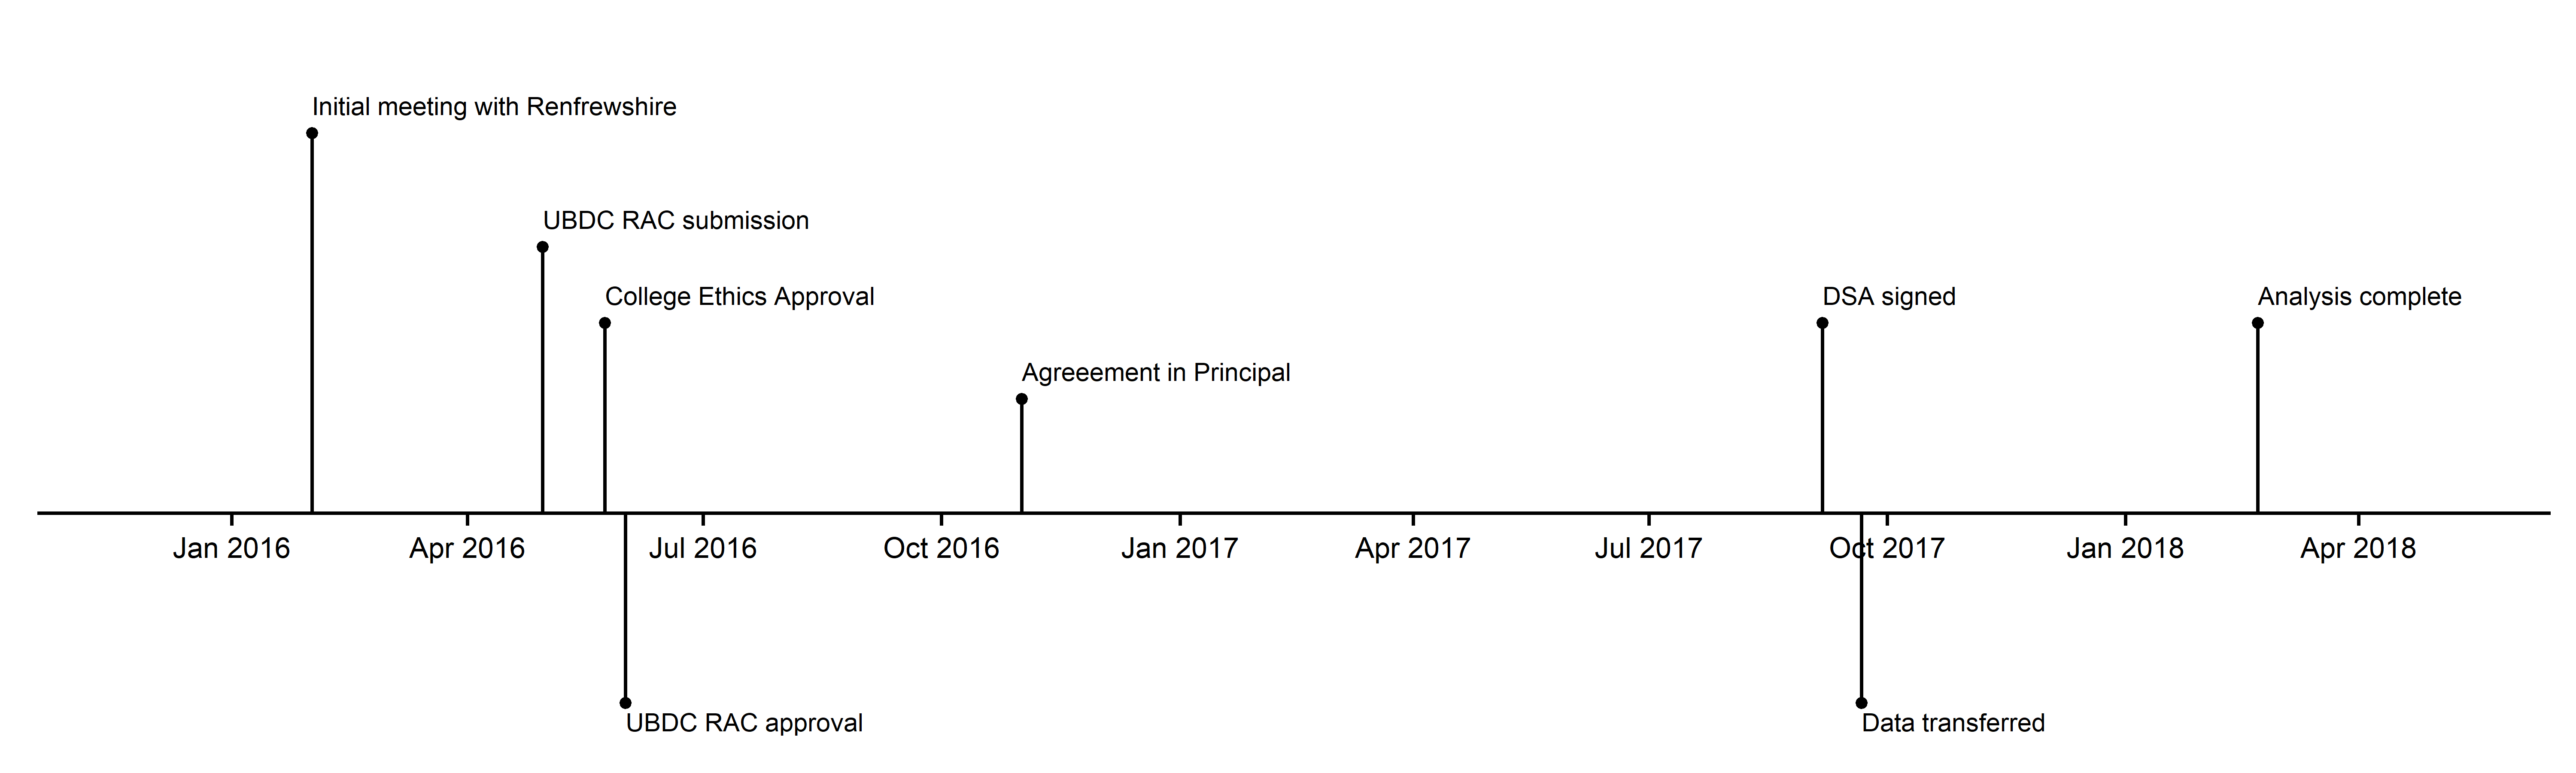 Initial meeting with Renfrewshire
UBDC RAC submission
College Ethics Approval
DSA signed
Analysis complete
Agreeement in Principal
Jan 2016
Apr 2016
Jul 2016
Oct 2016
Jan 2017
Apr 2017
Jul 2017
Oct 2017
Jan 2018
Apr 2018
UBDC RAC approval
Data transferred